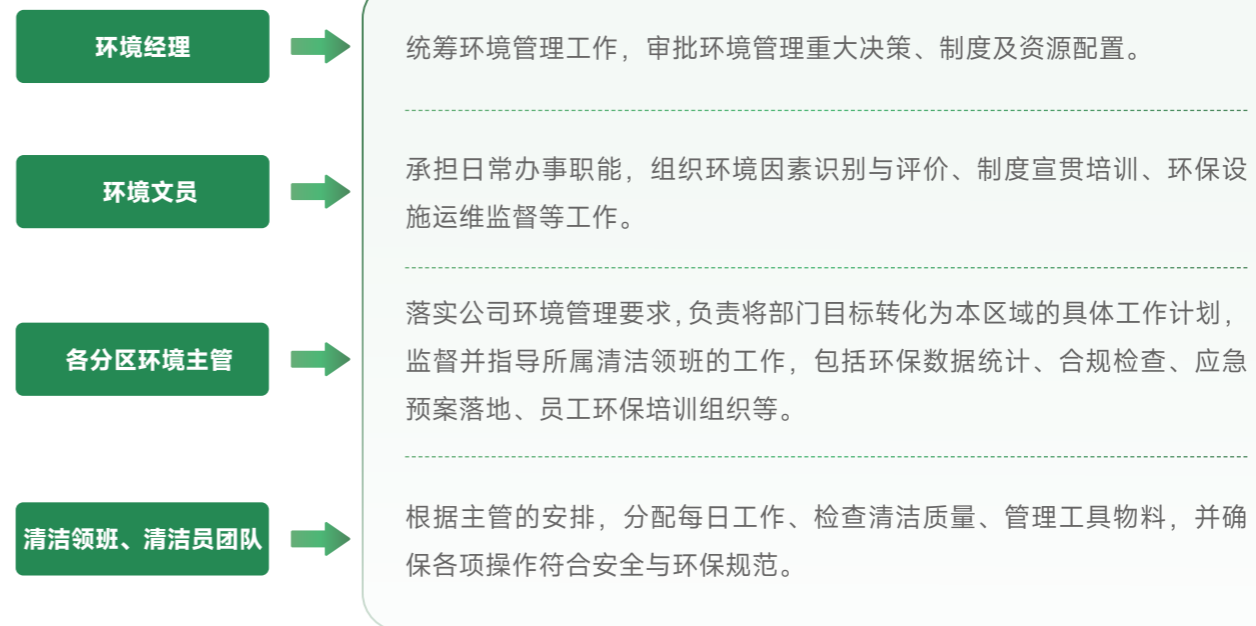 环境经理
统筹环境管理工作，审批环境管理重大决策、制度及资源配置。
环境文员
承担日常办事职能，组织环境因素识别与评价、制度宣贯培训、环保设
施运维监督等工作。
各分区环境主管
落实公司环境管理要求，负责将部门目标转化为本区域的具体工作计划，
监督并指导所属清洁领班的工作，包括环保数据统计、合规检查、应急
预案落地、员工环保培训组织等。
清洁领班、清洁员团队
根据主管的安排，分配每日工作、检查清洁质量、管理工具物料，并确
保各项操作符合安全与环保规范。